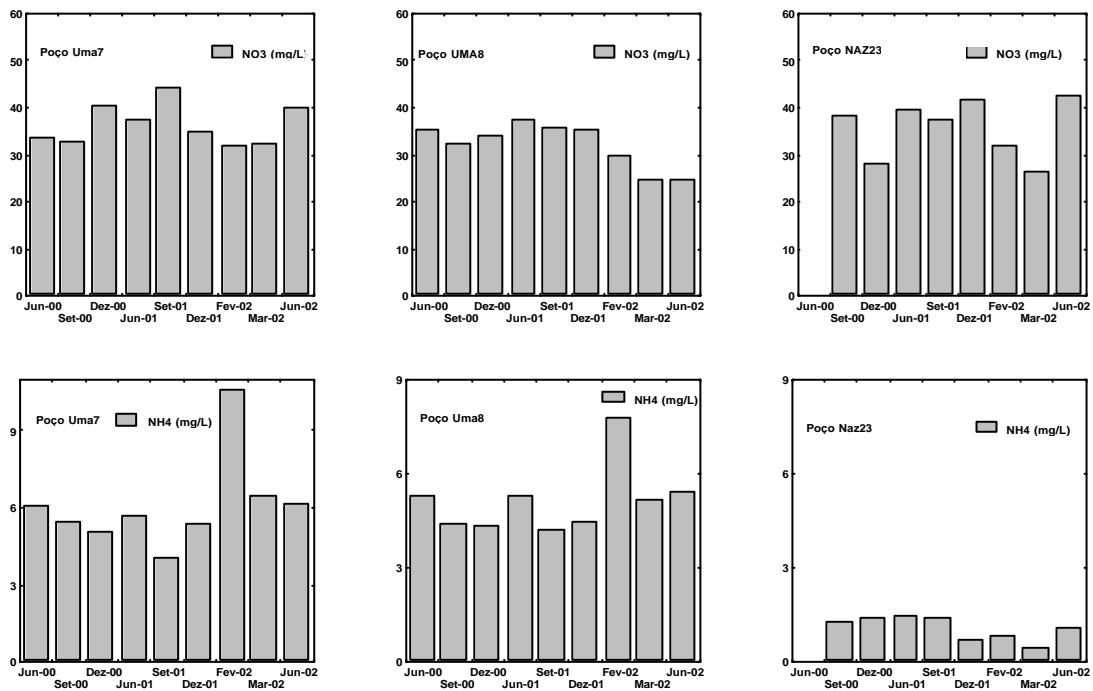 60
50
40
30
20
10
0
Poço Uma7
NO3 (mg/L)
Jun-00 Dez-00 Set-01 Fev-02 Jun-02
Set-00 Jun-01 Dez-01 Mar-02
60
50
40
30
20
10
0
Poço UMA8
NO3 (mg/L)
Jun-00 Dez-00 Set-01 Fev-02 Jun-02
Set-00 Jun-01 Dez-01 Mar-02
60
50
40
30
20
10
0
Poço NAZ23
NO3 (mg/L)
Jun-00 Dez-00 Set-01 Fev-02 Jun-02
Set-00 Jun-01 Dez-01 Mar-02
9
6
3
0
Poço Uma7
NH4 (mg/L)
Jun-00 Dez-00 Set-01 Fev-02 Jun-02
Set-00 Jun-01 Dez-01 Mar-02
9
6
3
0
Poço Uma8
NH4 (mg/L)
Jun-00 Dez-00 Set-01 Fev-02 Jun-02
Set-00 Jun-01 Dez-01 Mar-02
9
6
3
0
Poço Naz23
NH4 (mg/L)
Jun-00 Dez-00 Set-01 Fev-02 Jun-02
Set-00 Jun-01 Dez-01 Mar-02